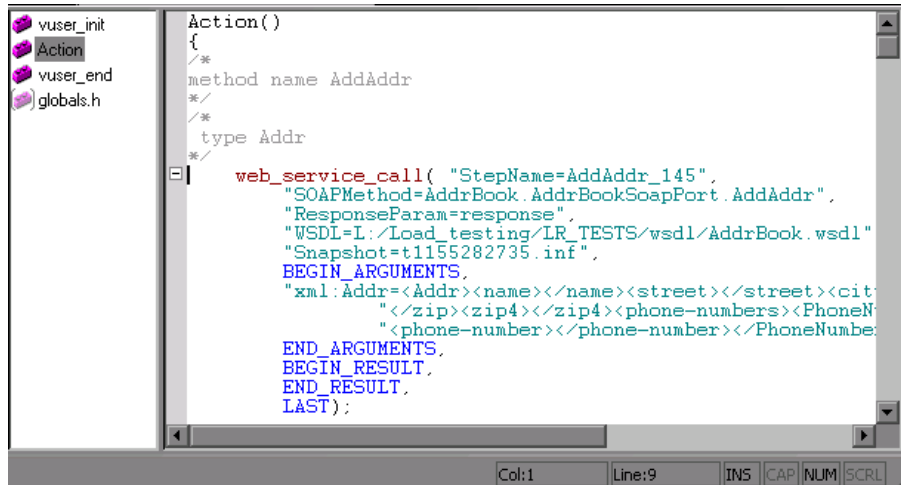 vuser_init
Action
vuser_end
globals.h
Action()
{
/*
method name AddAddr
*/
/*
type Addr
*/
web_service_call( "StepName=AddAddr_145",
"SOAPMethod=AddrBook.AddrBookSoapPort.AddAddr",
"ResponseParam=response",
"WSDL=L:/Load_testing/LR_TESTS/wsdl/AddrBook.wsdl"
"Snapshot=t1155282735.inf",
BEGIN_ARGUMENTS,
"xml:Addr=<Addr><name></name><street></street><cit
"</zip><zip4></zip4><phone-numbers><PhoneN
"<phone-number></phone-number></PhoneNumbe
END_ARGUMENTS,
BEGIN_RESULT,
END_RESULT,
LAST);
Col:1 Line:9 INS CAP NUM SCRL